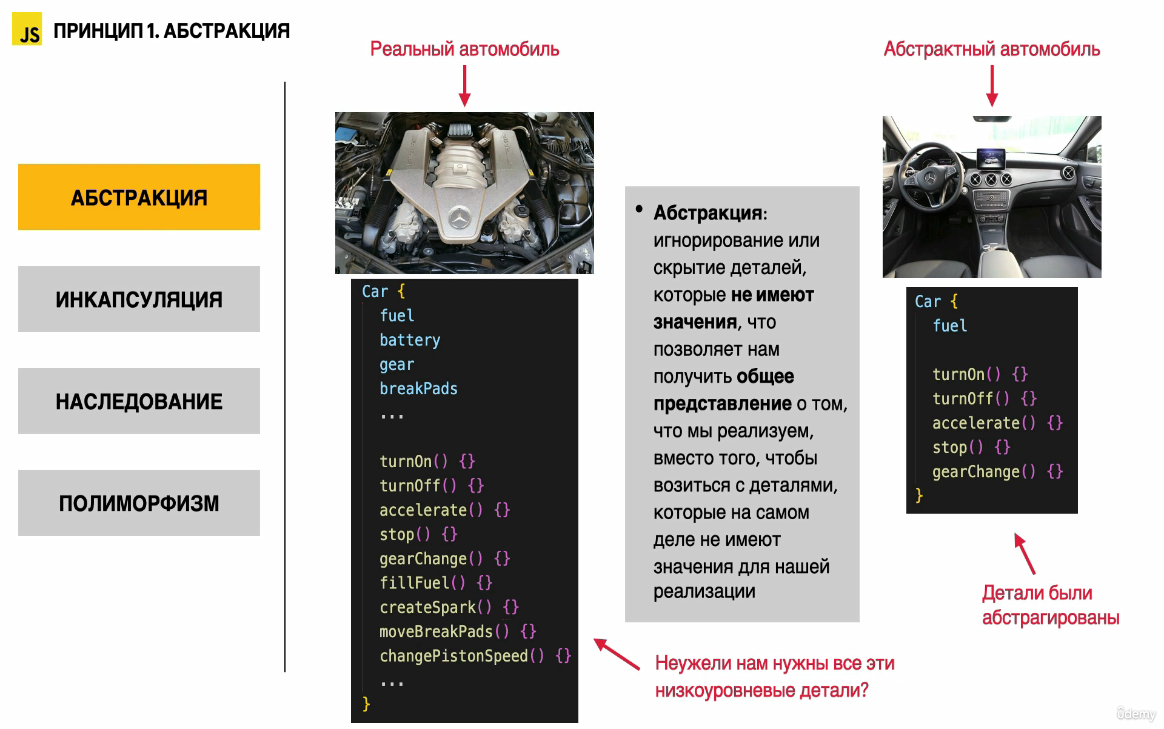 JS ПРИНЦИП 1. АБСТРАКЦИЯ
АБСТРАКЦИЯ
ИНКАПСУЛЯЦИЯ
НАСЛЕДОВАНИЕ
ПОЛИМОРФИЗМ
Реальный автомобиль
Car {
fuel
battery
gear
breakPads
...
turnOn() {}
turnOff() {}
accelerate() {}
stop() {}
gearChange() {}
fillFuel() {}
createSpark() {}
moveBreakPads() {}
changePistonSpeed() {}
...
}
• Абстракция:
игнорирование или
скрытие деталей,
которые не имеют
значения, что
позволяет нам
получить общее
представление о том,
что мы реализуем,
вместо того, чтобы
возиться с деталями,
которые на самом
деле не имеют
значения для нашей
реализации
Неужели нам нужны все эти
низкоуровневые детали?
Абстрактный автомобиль
Car {
fuel
turnOn() {}
turnOff() {}
accelerate() {}
stop() {}
gearChange() {}
}
Детали были
абстрагированы
ûdemy